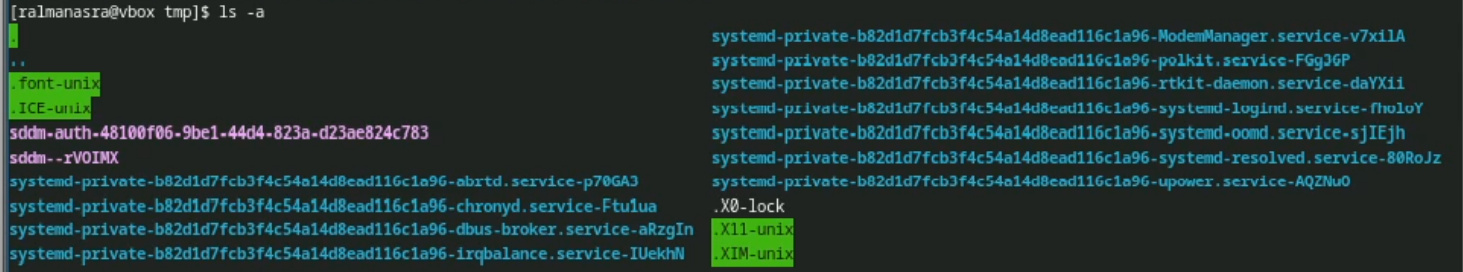 [ralmanasra@vbox tmp]$ ls -a
.
..
.font-unix
.ICE-unix
sddm-auth-48100f06-9be1-44d4-823a-d23ae824c783
sddm--rVOIMX
systemd-private-b82d1d7fcb3f4c54a14d8ead116c1a96-abrtd.service-p70GA3
systemd-private-b82d1d7fcb3f4c54a14d8ead116c1a96-chronyd.service-Ftu1ua
systemd-private-b82d1d7fcb3f4c54a14d8ead116c1a96-dbus-broker.service-aRzgIn
systemd-private-b82d1d7fcb3f4c54a14d8ead116c1a96-irqbalance.service-IUekhN
systemd-private-b82d1d7fcb3f4c54a14d8ead116c1a96-ModemManager.service-v7xilA
systemd-private-b82d1d7fcb3f4c54a14d8ead116c1a96-polkit.service-FGg36P
systemd-private-b82d1d7fcb3f4c54a14d8ead116c1a96-rtkit-daemon.service-daYXii
systemd-private-b82d1d7fcb3f4c54a14d8ead116c1a96-systemd-logind.service-fholoY
systemd-private-b82d1d7fcb3f4c54a14d8ead116c1a96-systemd-oomd.service-sjIEjh
systemd-private-b82d1d7fcb3f4c54a14d8ead116c1a96-systemd-resolved.service-80RoJz
systemd-private-b82d1d7fcb3f4c54a14d8ead116c1a96-upower.service-AQZNuO
.X0-lock
.X11-unix
.XIM-unix